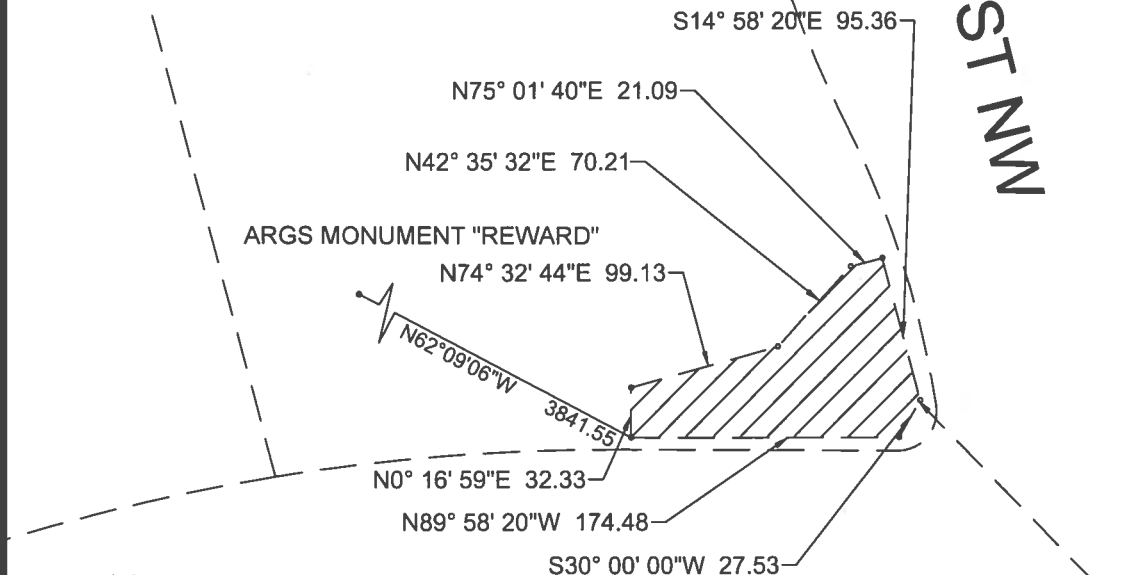 S14° 58' 20"E 95.36
ST NW
N75° 01' 40"E 21.09
N42° 35' 32"E 70.21
ARGS MONUMENT "REWARD"
N74° 32' 44"E 99.13
N62°09'06"W
3841.55
N0° 16' 59"E 32.33
N89° 58' 20"W 174.48
S30° 00' 00"W 27.53